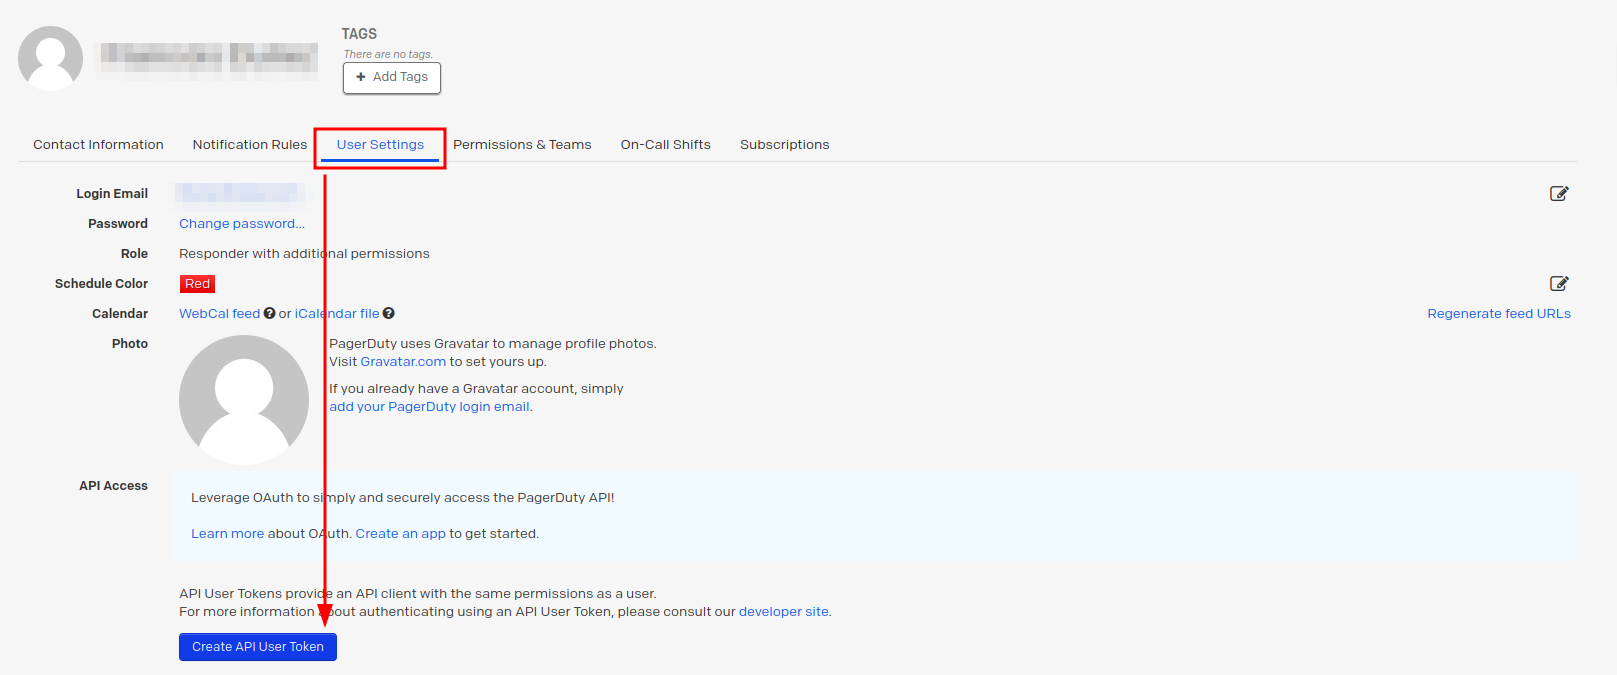 TAGS
There are no tags.
+ Add Tags
Contact Information Notification Rules User Settings Permissions & Teams On-Call Shifts Subscriptions
Login Email
Password Change password...
Role Responder with additional permissions
Schedule Color Red
Calendar WebCal feed ? or iCalendar file ? Regenerate feed URLs
Photo PagerDuty uses Gravatar to manage profile photos.
Visit Gravatar.com to set yours up.
If you already have a Gravatar account, simply
add your PagerDuty login email.
API Access
Leverage OAuth to simply and securely access the PagerDuty API!
Learn more about OAuth. Create an app to get started.
API User Tokens provide an API client with the same permissions as a user.
For more information about authenticating using an API User Token, please consult our developer site.
Create API User Token